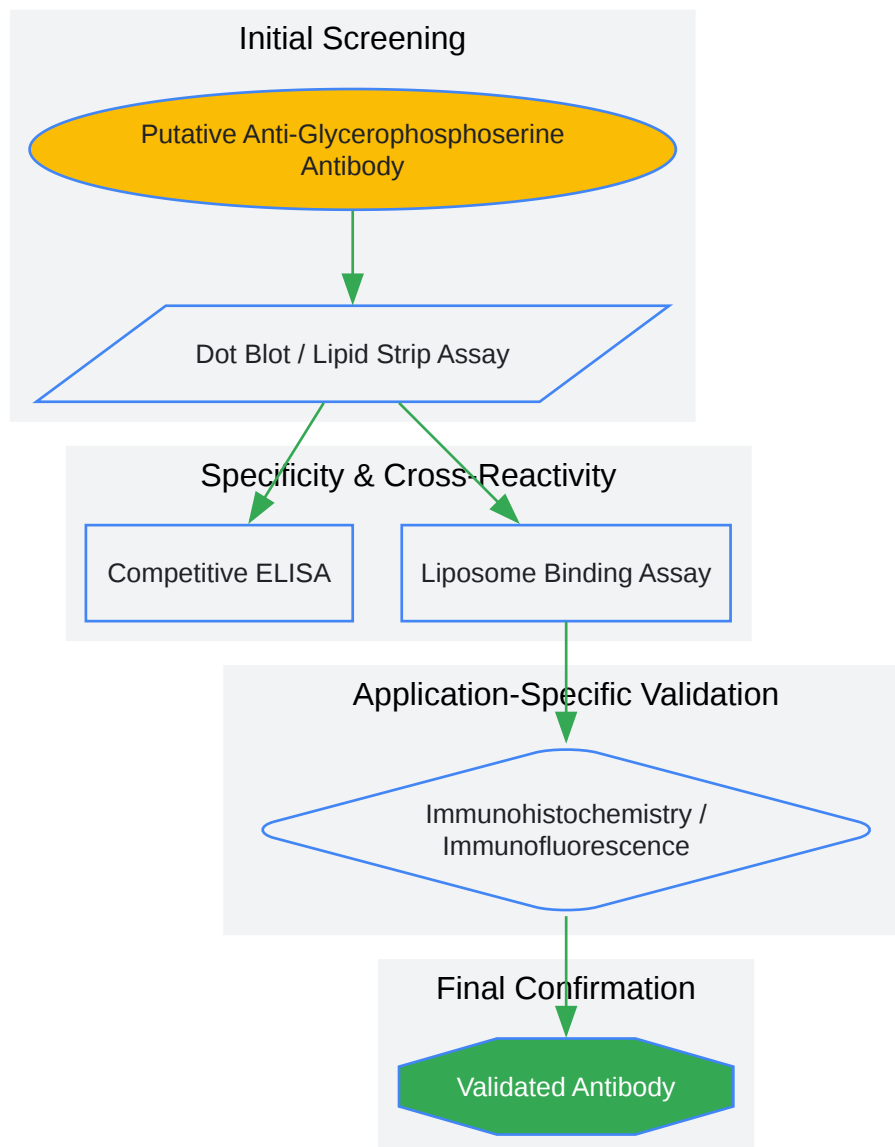 Initial Screening
Putative Anti-Glycerophosphoserine
Antibody
Dot Blot / Lipid Strip Assay
Specificity & Cross-Reactivity
Competitive ELISA
Liposome Binding Assay
Application-Specific Validation
Immunohistochemistry /
Immunofluorescence
Final Confirmation
Validated Antibody